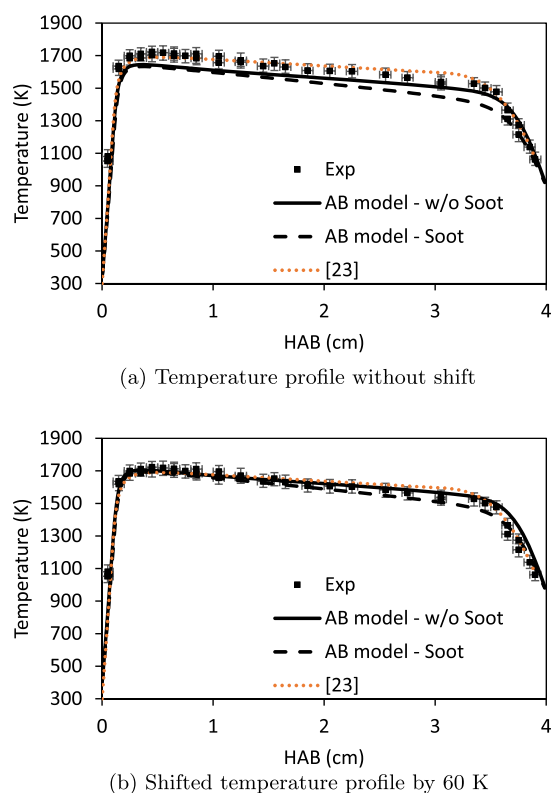 1900
1700
1500
1300
1100
900
700
500
300
Temperature (K)
Exp
AB model - w/o Soot
AB model - Soot
[23]
0 1 2 3 4
HAB (cm)
(a) Temperature profile without shift
1900
1700
1500
1300
1100
900
700
500
300
Temperature (K)
Exp
AB model - w/o Soot
AB model - Soot
[23]
0 1 2 3 4
HAB (cm)
(b) Shifted temperature profile by 60 K